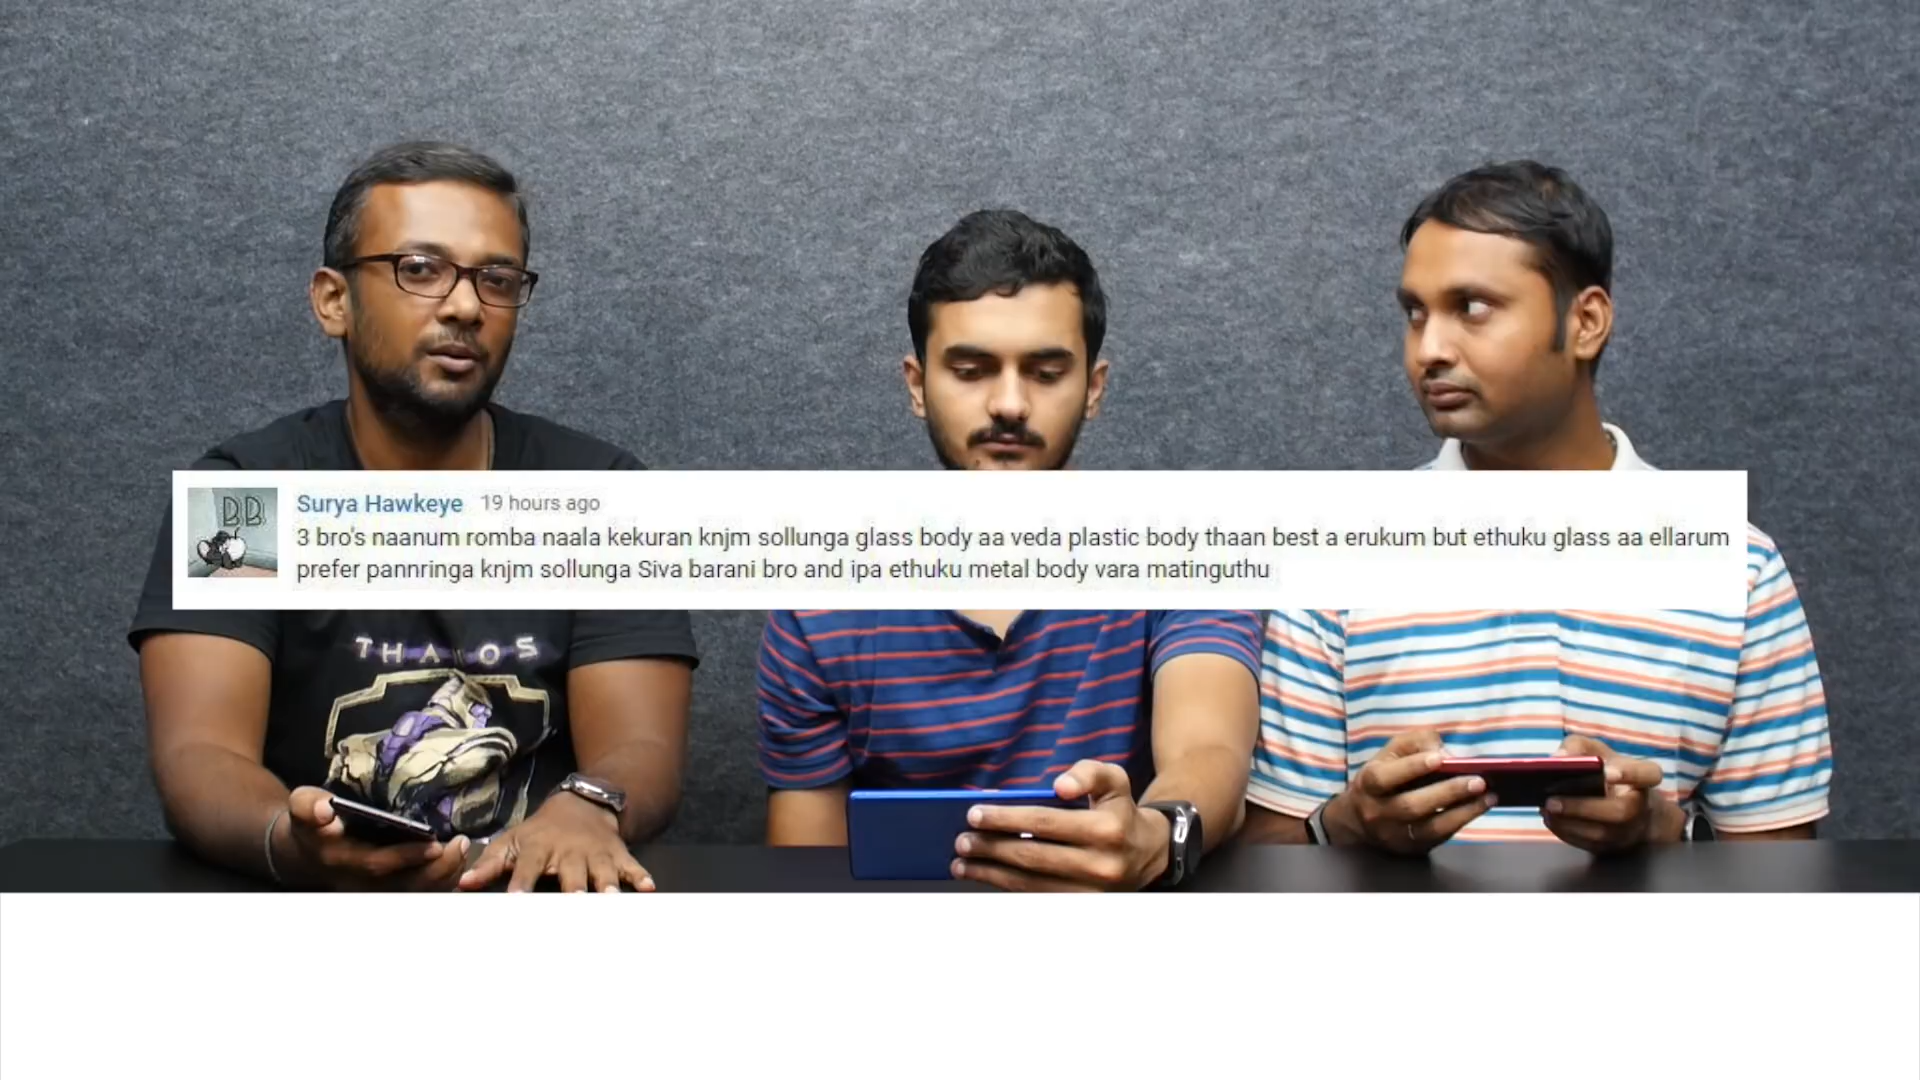 Surya Hawkeye 19 hours ago
3 bro's naanum romba naala kekuran knjm sollunga glass body aa veda plastic body thaan best a erukum but ethuku glass aa ellarum
prefer pannringa knjm sollunga Siva barani bro and ipa ethuku metal body vara matinguthu
BB
THANOS